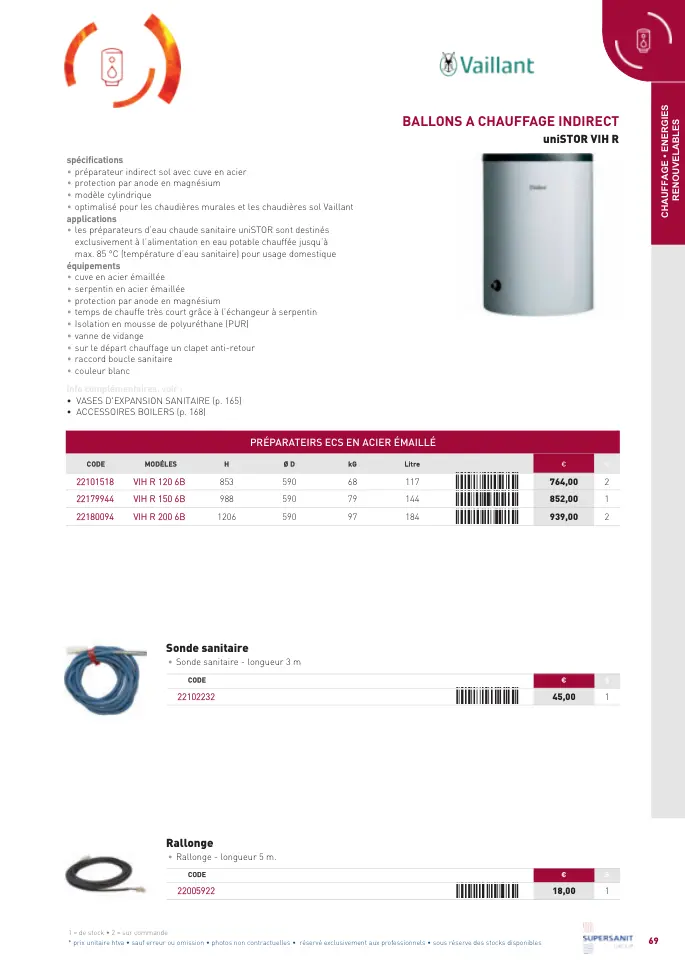 Vaillant
CHAUFFAGE • ENERGIES
RENOUVELABLES
BALLONS A CHAUFFAGE INDIRECT
uniSTOR VIH R
spécifications
• préparateur indirect sol avec cuve en acier
• protection par anode en magnésium
• modèle cylindrique
• optimalisé pour les chaudières murales et les chaudières sol Vaillant
applications
• les préparateurs d'eau chaude sanitaire uniSTOR sont destinés
exclusivement à l'alimentation en eau potable chauffée jusqu'à
max. 85 °C (température d'eau sanitaire) pour usage domestique
équipements
• cuve en acier émaillée
• serpentin en acier émaillée
• protection par anode en magnésium
• temps de chauffe très court grâce à l'échangeur à serpentin
• Isolation en mousse de polyuréthane (PUR)
• vanne de vidange
• sur le départ chauffage un clapet anti-retour
• raccord boucle sanitaire
• couleur blanc
info complémentaires, voir :
• VASES D'EXPANSION SANITAIRE (p. 165)
• ACCESSOIRES BOILERS (p. 168)
PRÉPARATEIRS ECS EN ACIER ÉMAILLÉ
CODE MODÈLES H Ø D kG Litre €
22101518 VIH R 120 6B 853 590 68 117 764,00 2
22179944 VIH R 150 6B 988 590 79 144 852,00 1
22180094 VIH R 200 6B 1206 590 97 184 939,00 2
Sonde sanitaire
• Sonde sanitaire - longueur 3 m
CODE €
22102232 45,00 1
Rallonge
• Rallonge - longueur 5 m.
CODE €
22005922 18,00 1
1 = de stock • 2 = sur commande
* prix unitaire htva • sauf erreur ou omission • photos non contractuelles • réservé exclusivement aux professionnels • sous réserve des stocks disponibles
SUPERSANIT
GROUP
69